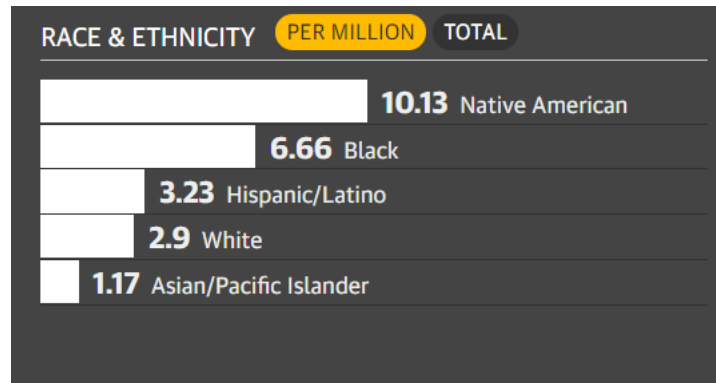 RACE & ETHNICITY PER MILLION TOTAL
10.13 Native American
6.66 Black
3.23 Hispanic/Latino
2.9 White
1.17 Asian/Pacific Islander